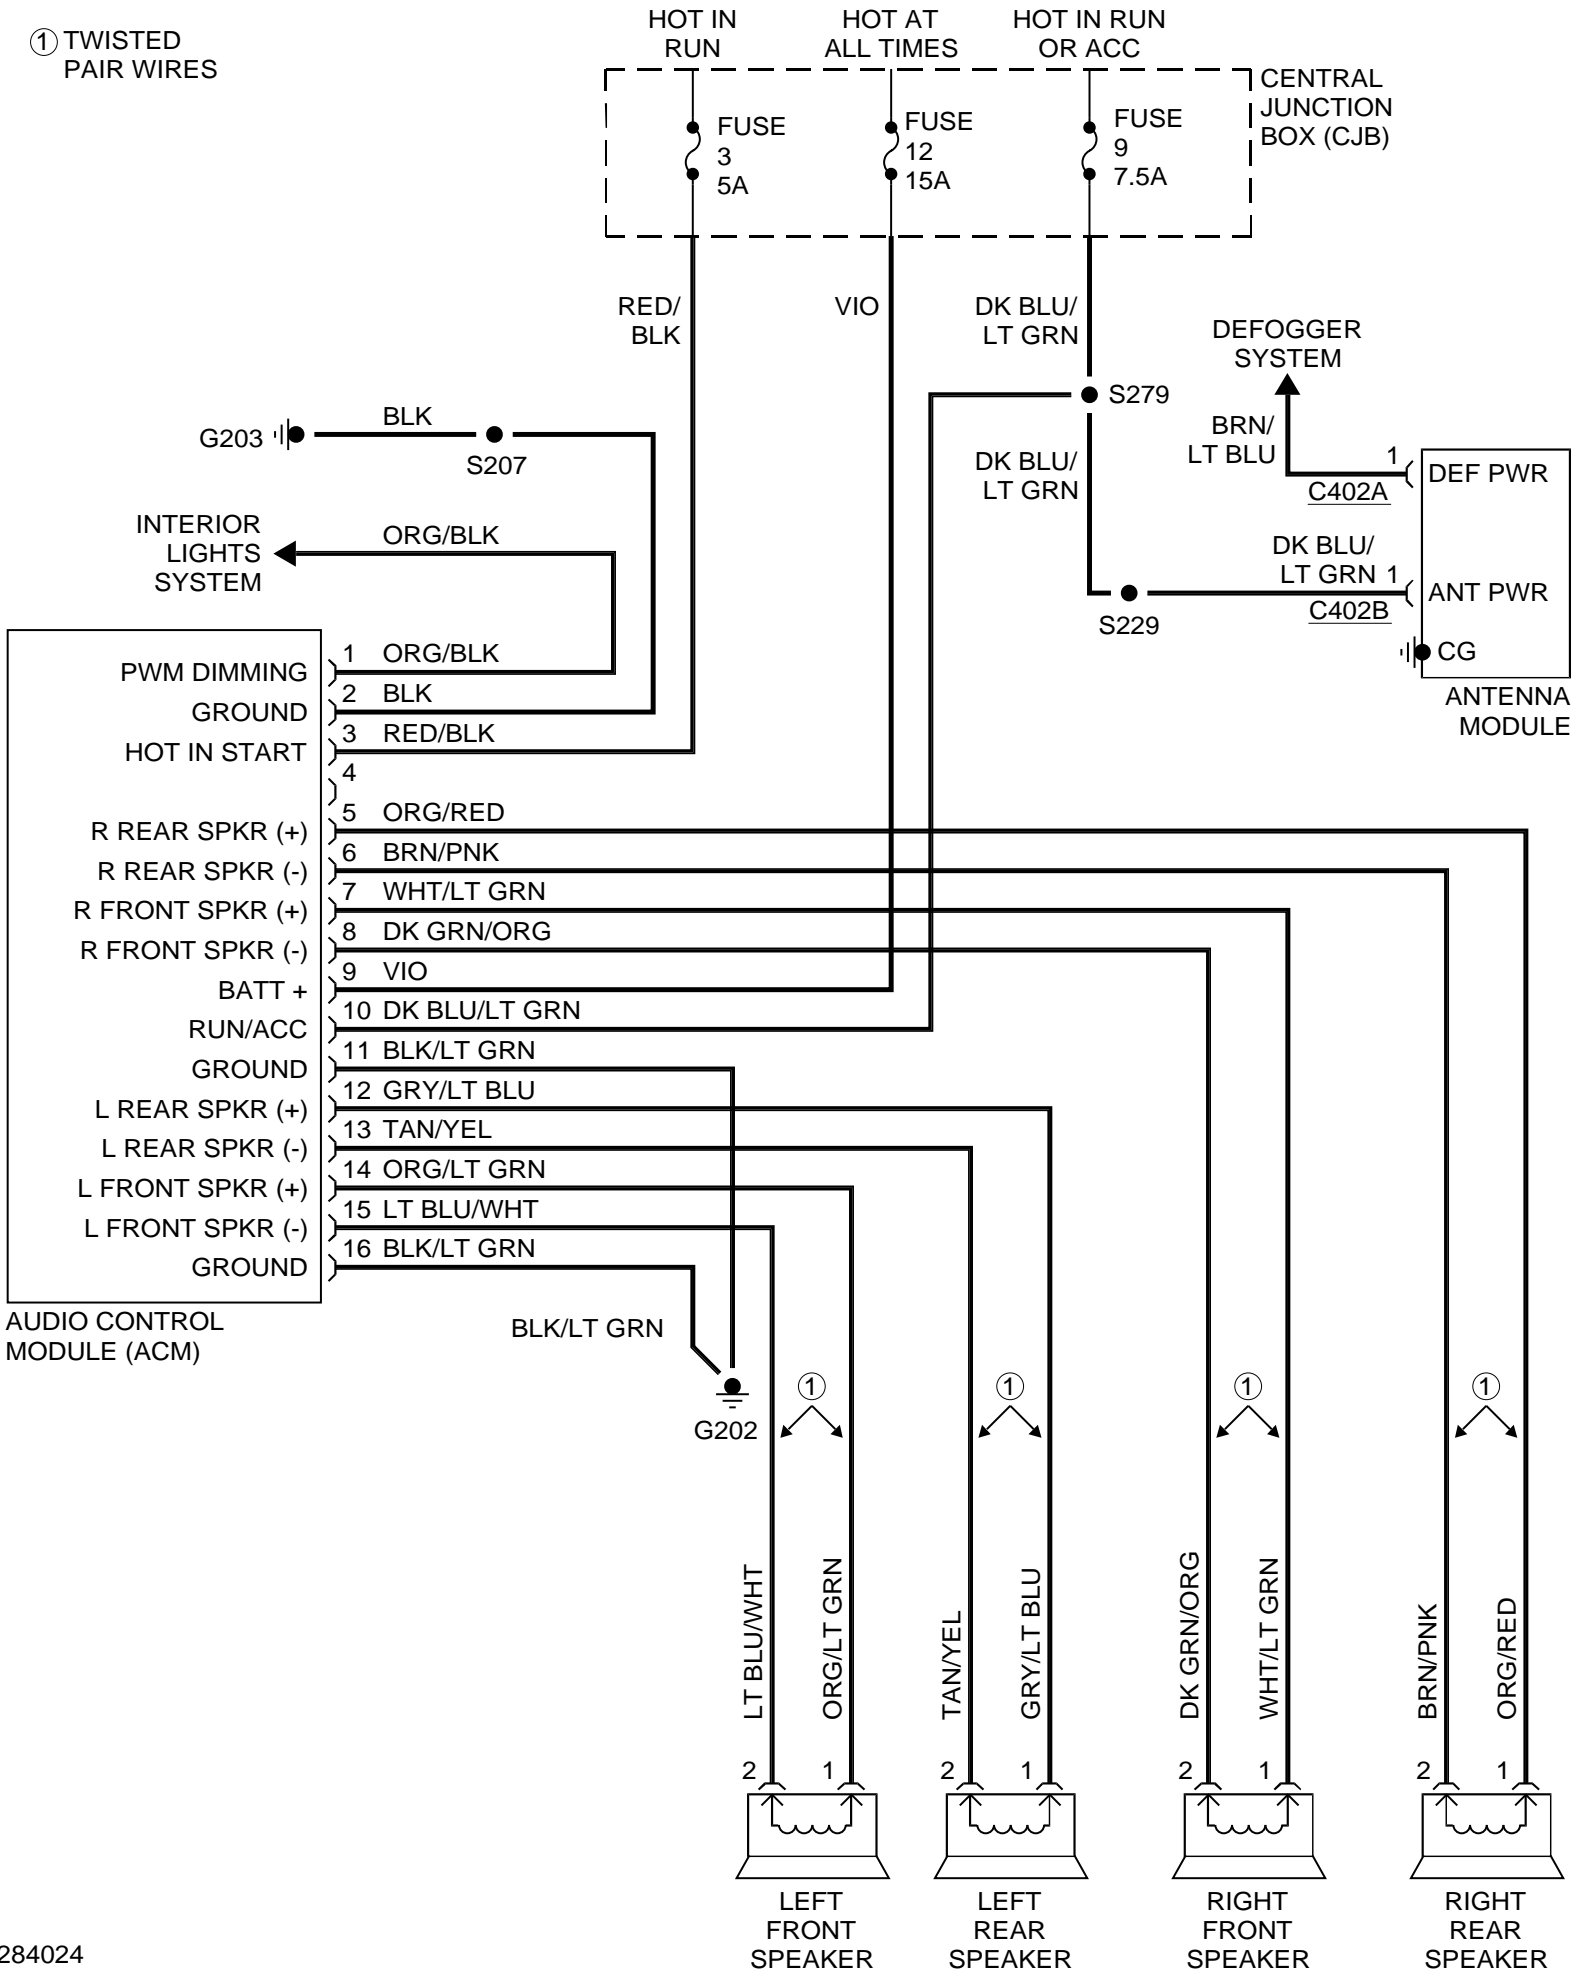 ① TWISTED
PAIR WIRES
HOT IN
RUN
HOT AT
ALL TIMES
HOT IN RUN
OR ACC
CENTRAL
JUNCTION
BOX (CJB)
FUSE
3
5A
FUSE
12
15A
FUSE
9
7.5A
RED/
BLK
VIO
DK BLU/
LT GRN
S279
DEFOGGER
SYSTEM
BRN/
LT BLU
1
C402A
DEF PWR
DK BLU/
LT GRN
DK BLU/
LT GRN 1
C402B
ANT PWR
S229
CG
ANTENNA
MODULE
G203
BLK
S207
INTERIOR
LIGHTS
SYSTEM
ORG/BLK
PWM DIMMING 1 ORG/BLK
GROUND 2 BLK
HOT IN START 3 RED/BLK
4
R REAR SPKR (+) 5 ORG/RED
R REAR SPKR (-) 6 BRN/PNK
R FRONT SPKR (+) 7 WHT/LT GRN
R FRONT SPKR (-) 8 DK GRN/ORG
BATT + 9 VIO
RUN/ACC 10 DK BLU/LT GRN
GROUND 11 BLK/LT GRN
L REAR SPKR (+) 12 GRY/LT BLU
L REAR SPKR (-) 13 TAN/YEL
L FRONT SPKR (+) 14 ORG/LT GRN
L FRONT SPKR (-) 15 LT BLU/WHT
GROUND 16 BLK/LT GRN
AUDIO CONTROL
MODULE (ACM)
BLK/LT GRN
G202
① ① ① ①
LT BLU/WHT
ORG/LT GRN
TAN/YEL
GRY/LT BLU
DK GRN/ORG
WHT/LT GRN
BRN/PNK
ORG/RED
2 1 2 1 2 1 2 1
LEFT
FRONT
SPEAKER
LEFT
REAR
SPEAKER
RIGHT
FRONT
SPEAKER
RIGHT
REAR
SPEAKER
284024